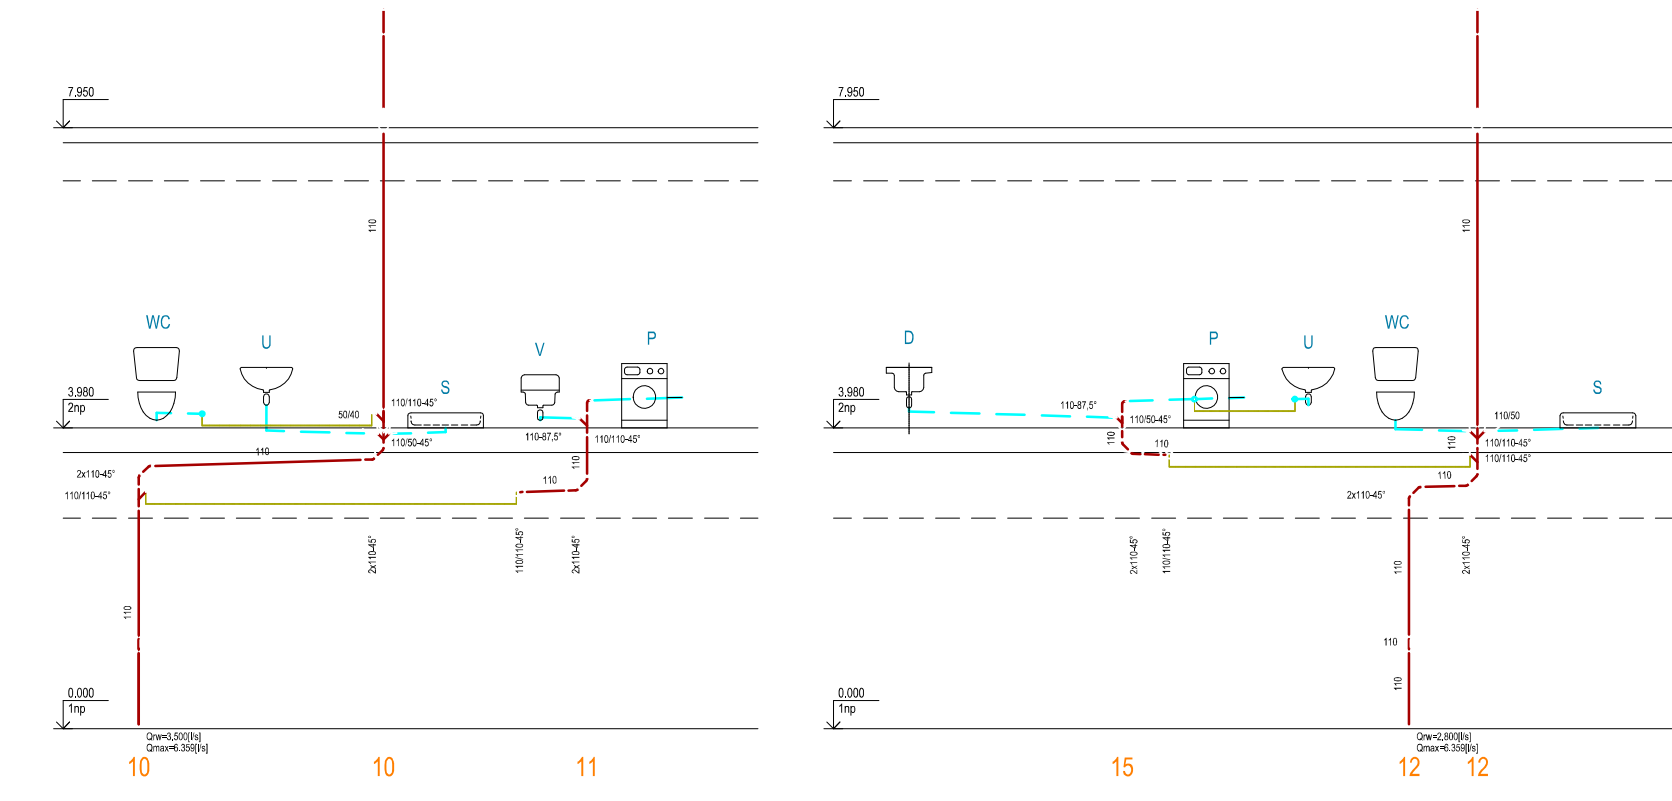 7.950
7.950
110
110
WC
U
V
P
S
D
P
U
WC
S
3.980
2np
3.980
2np
50/40
110/110-45°
110/50-45°
110-87,5°
110/110-45°
110-87,5°
110/50-45°
110/50
110/110-45°
110/110-45°
110
110
110
110
110
110
110
2x110-45°
110/110-45°
2x110-45°
2x110-45°
110/110-45°
2x110-45°
2x110-45°
110/110-45°
2x110-45°
110
110
110
110
0.000
1np
0.000
1np
Qrw=3,500[l/s]
Qmax=6.359[l/s]
Qrw=2,800[l/s]
Qmax=6.359[l/s]
10
10
11
15
12
12